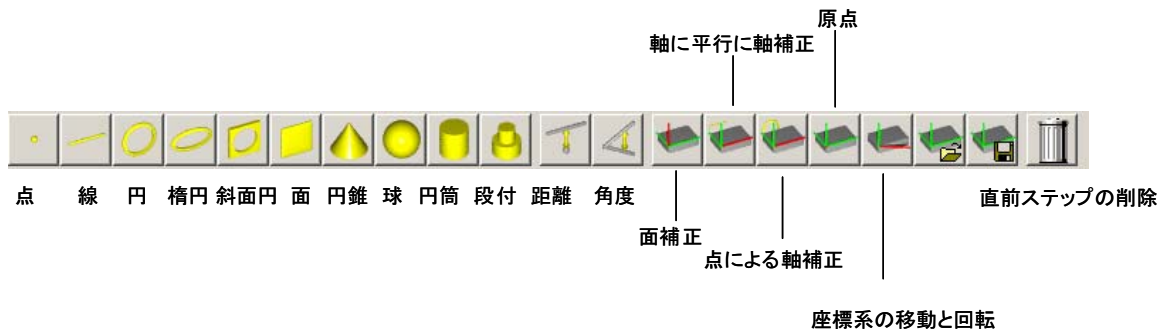 原点
軸に平行に軸補正
点 線 円 楕円 斜面円 面 円錐 球 円筒 段付 距離 角度 直前ステップの削除
面補正
点による軸補正
座標系の移動と回転